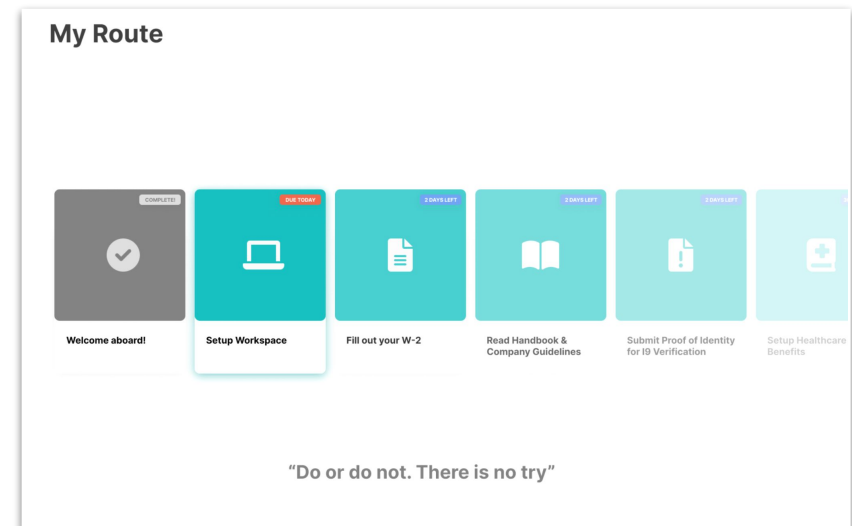 My Route
COMPLETE!
DUE TODAY
2 DAYS LEFT
2 DAYS LEFT
2 DAYS LEFT
Welcome aboard!
Setup Workspace
Fill out your W-2
Read Handbook &
Company Guidelines
Submit Proof of Identity
for I9 Verification
Setup Healthcare
Benefits
“Do or do not. There is no try”